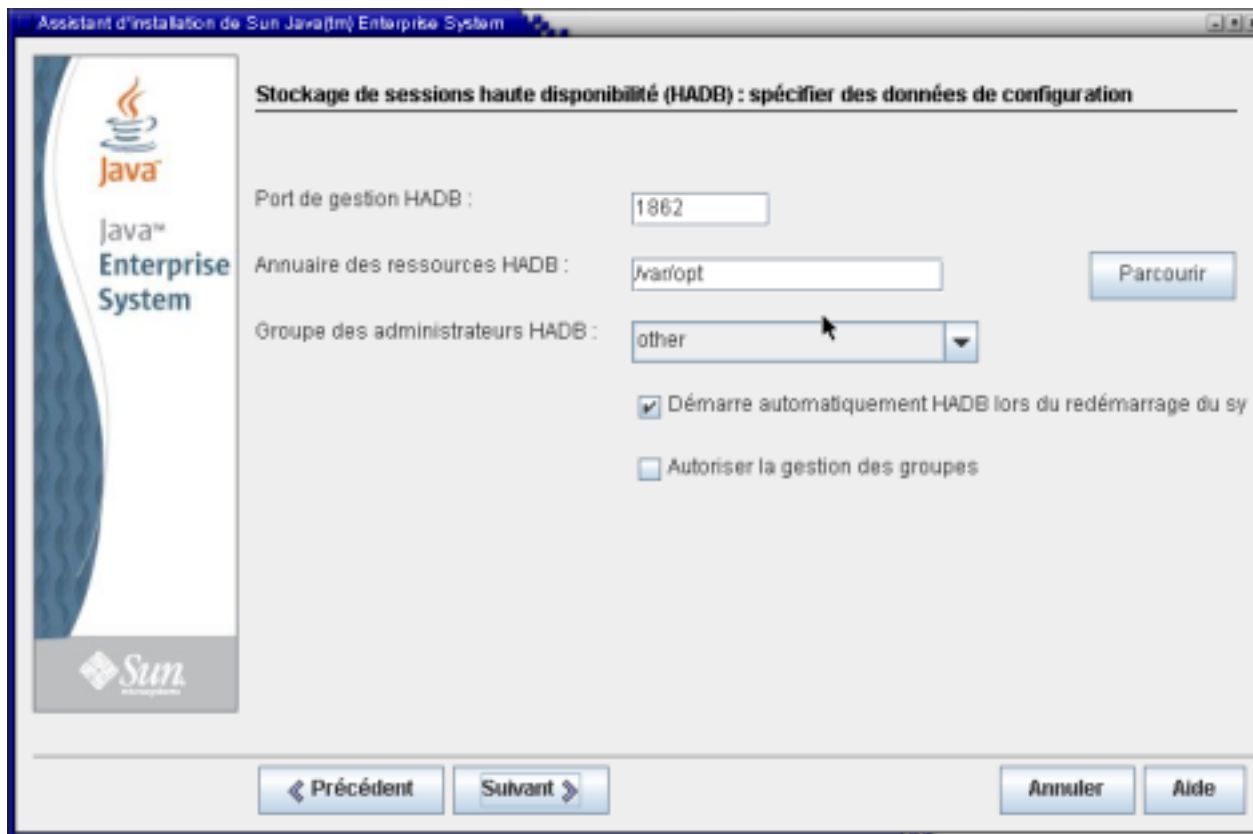 Assistant d'installation de Sun Java(tm) Enterprise System
Java
Java™
Enterprise
System
Sun
microsystems
Stockage de sessions haute disponibilité (HADB) : spécifier des données de configuration
Port de gestion HADB :
1862
Annuaire des ressources HADB :
/var/opt
Parcourir
Groupe des administrateurs HADB :
other
Démarre automatiquement HADB lors du redémarrage du sy
Autoriser la gestion des groupes
Précédent
Suivant
Annuler
Aide